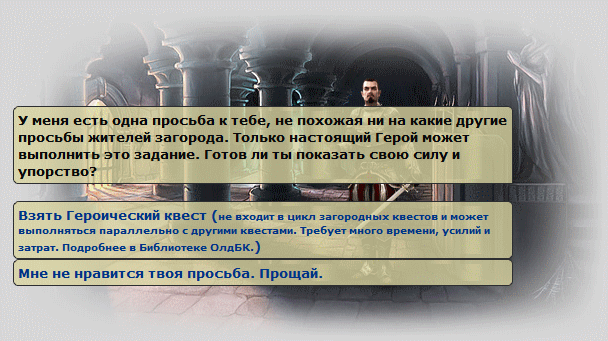 У меня есть одна просьба к тебе, не похожая ни на какие другие
просьбы жителей загорода. Только настоящий Герой может
выполнить это задание. Готов ли ты показать свою силу и
упорство?
Взять Героический квест (не входит в цикл загородных квестов и может
выполняться параллельно с другими квестами. Требует много времени, усилий и
затрат. Подробнее в Библиотеке ОлдБК.)
Мне не нравится твоя просьба. Прощай.